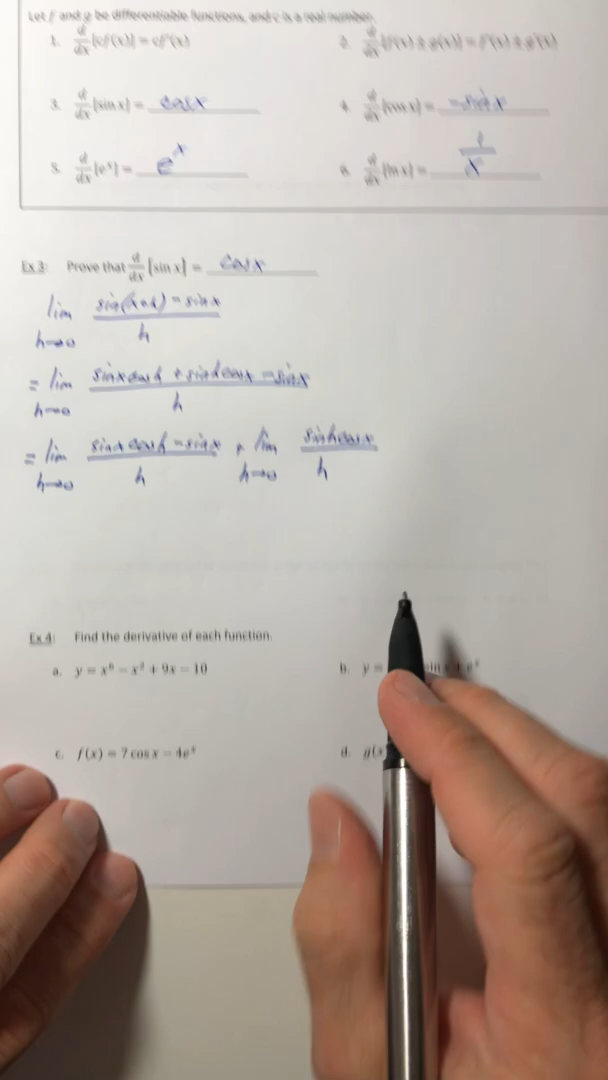 Let f and g be differentiable functions, and c is a real number.
1. d/dx [cf(x)] = cf'(x) 2. d/dx [f(x) ± g(x)] = f'(x) ± g'(x)
3. d/dx [sin x] = cos x 4. d/dx [cos x] = -sin x
5. d/dx [e^x] = e^x 6. d/dx [ln x] = 1/x
Ex 3: Prove that d/dx [sin x] = cos x
lim h→0 (sin(x+h) - sin x)/h
= lim h→0 (sin x cos h + sin h cos x - sin x)/h
= lim h→0 (sin x cos h - sin x)/h + lim h→0 (sin h cos x)/h
Ex 4: Find the derivative of each function.
a. y = x⁶ - x³ + 9x - 10 b. y =
c. f(x) = 7 cos x - 4e^x d. g(x